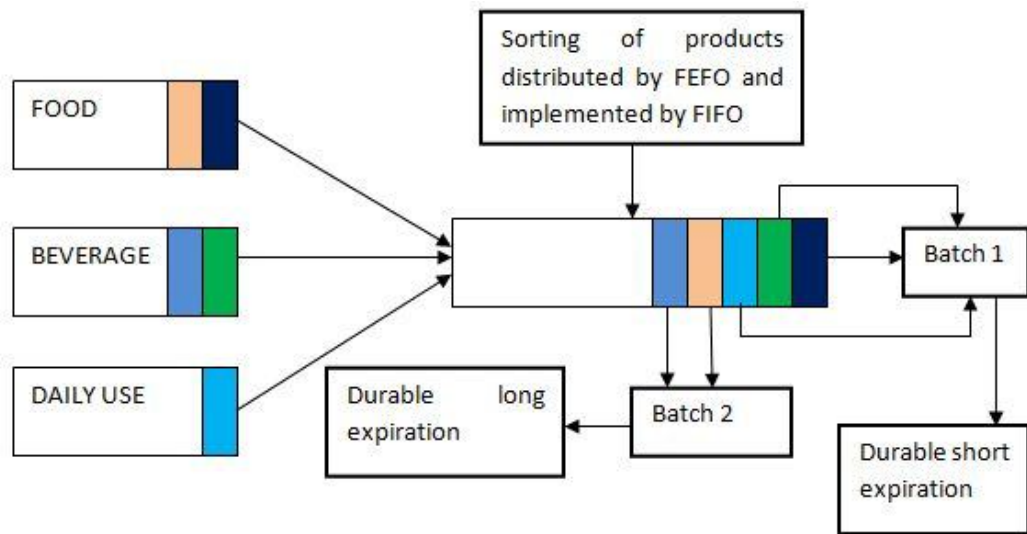 Sorting of products
distributed by FEFO and
implemented by FIFO
FOOD
BEVERAGE
Batch 1
DAILY USE
Durable long
expiration
Batch 2
Durable short
expiration